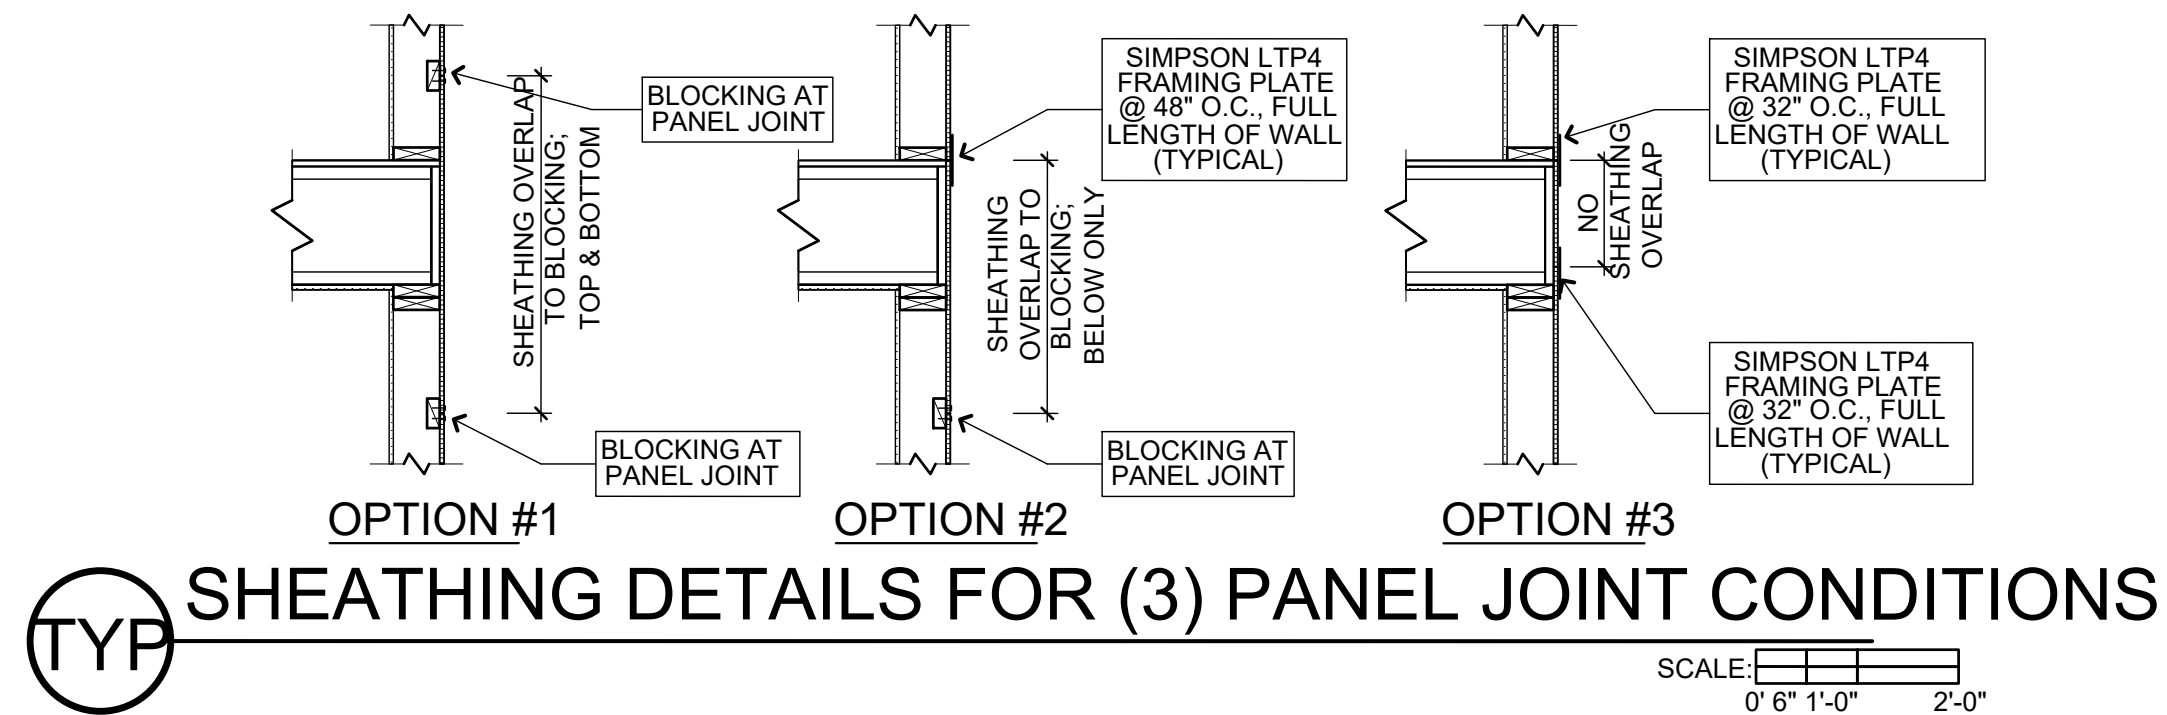 BLOCKING AT
PANEL JOINT
SHEATHING OVERLAP
TO BLOCKING;
TOP & BOTTOM
BLOCKING AT
PANEL JOINT
OPTION #1
SIMPSON LTP4
FRAMING PLATE
@ 48" O.C., FULL
LENGTH OF WALL
(TYPICAL)
SHEATHING
OVERLAP TO
BLOCKING;
BELOW ONLY
BLOCKING AT
PANEL JOINT
OPTION #2
SIMPSON LTP4
FRAMING PLATE
@ 32" O.C., FULL
LENGTH OF WALL
(TYPICAL)
NO
SHEATHING
OVERLAP
SIMPSON LTP4
FRAMING PLATE
@ 32" O.C., FULL
LENGTH OF WALL
(TYPICAL)
OPTION #3
TYP
SHEATHING DETAILS FOR (3) PANEL JOINT CONDITIONS
SCALE:
0' 6" 1'-0" 2'-0"